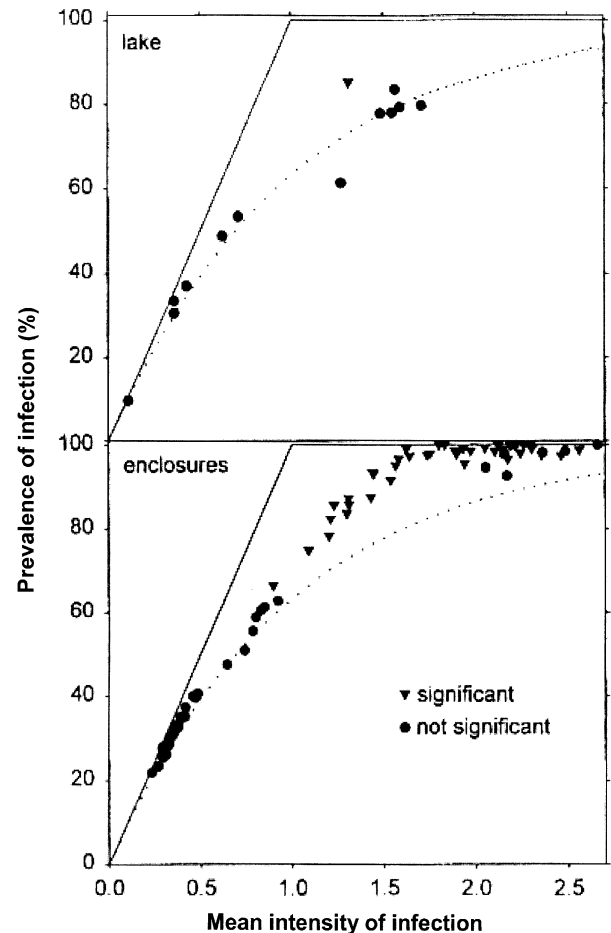 100
lake
80
60
40
20
100
enclosures
80
60
▼ significant
40
● not significant
20
0
0.0 0.5 1.0 1.5 2.0 2.5
Prevalence of infection (%)
Mean intensity of infection